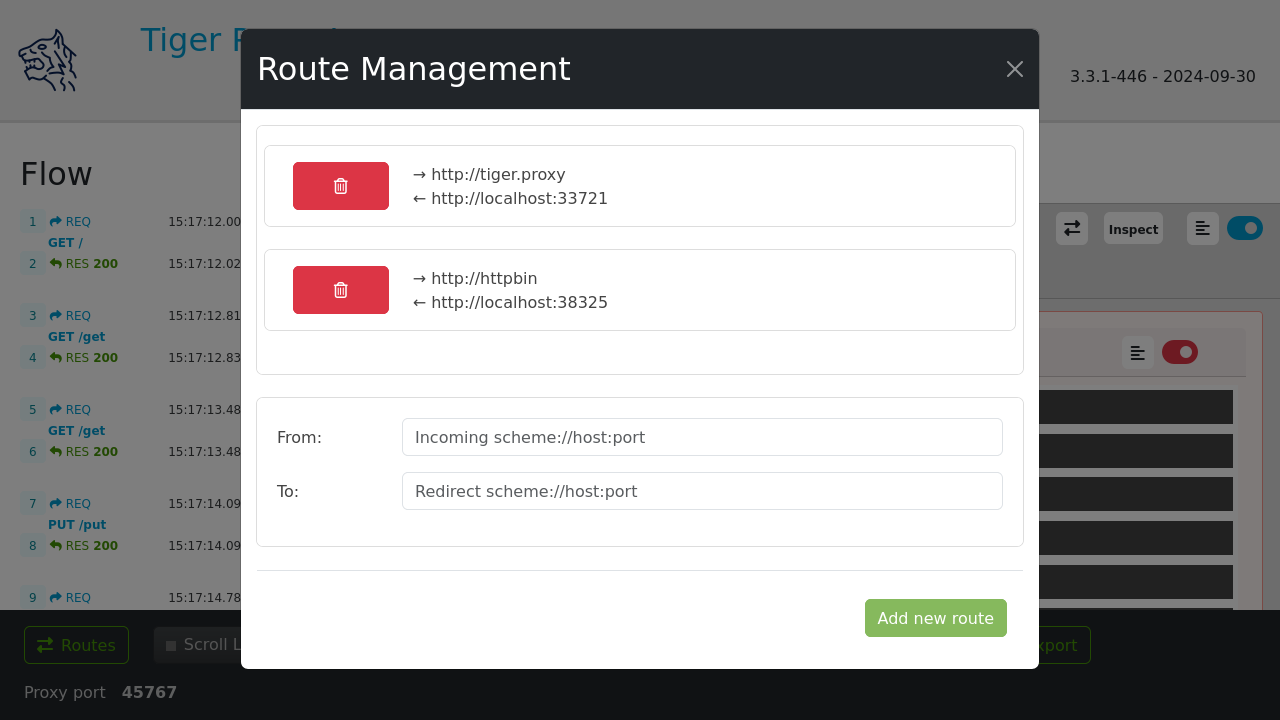 Tiger P
3.3.1-446 - 2024-09-30
Route Management
→ http://tiger.proxy
← http://localhost:33721
→ http://httpbin
← http://localhost:38325
From: Incoming scheme://host:port
To: Redirect scheme://host:port
Add new route
Flow
1 REQ 15:17:12.00
GET /
2 RES 200 15:17:12.02
3 REQ 15:17:12.81
GET /get
4 RES 200 15:17:12.83
5 REQ 15:17:13.48
GET /get
6 RES 200 15:17:13.48
7 REQ 15:17:14.09
PUT /put
8 RES 200 15:17:14.09
9 REQ 15:17:14.78
Inspect
Routes
Scroll L
xport
Proxy port 45767